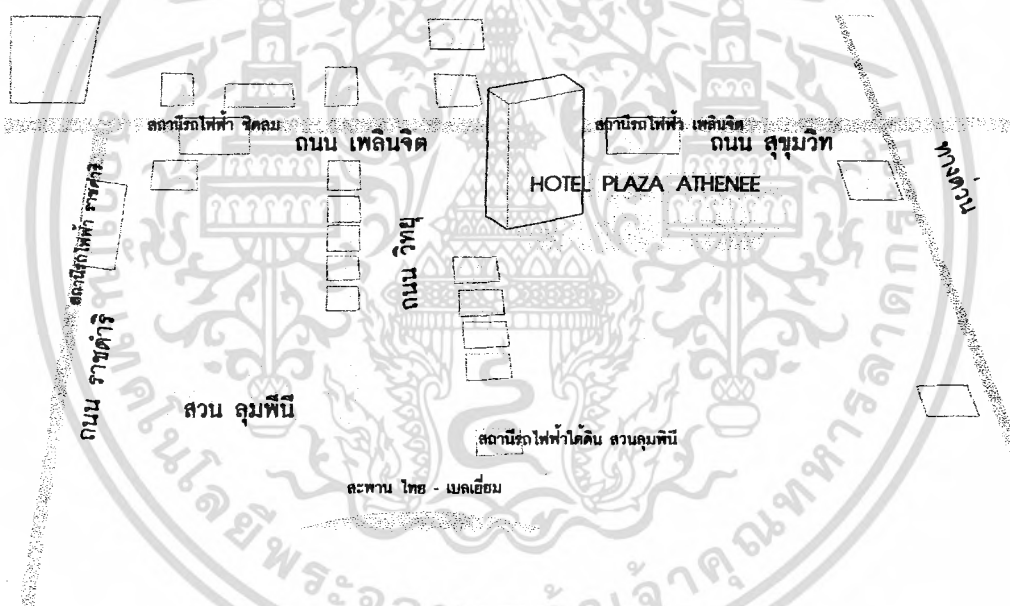 สถานีรถไฟฟ้า ชิดลม
สถานีรถไฟฟ้า เพลินจิต
ถนน เพลินจิต
ถนน สุขุมวิท
ทางด่วน
HOTEL PLAZA ATHENEE
สถานีรถไฟฟ้า ราชดำริ
ถนน วิทยุ
ถนน ราชดำริ
สวน ลุมพินี
สถานีรถไฟฟ้าใต้ดิน สวนลุมพินี
สะพาน ไทย - เบลเยี่ยม